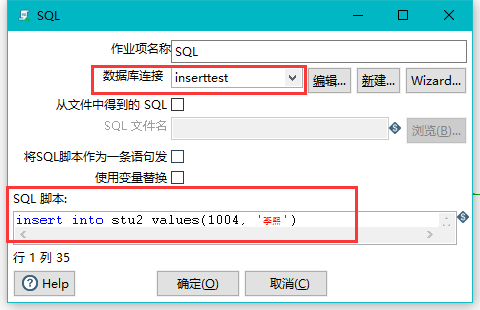 SQL
作业项名称 SQL
数据库连接 inserttest 编辑... 新建... Wizard...
从文件中得到的 SQL
SQL 文件名 浏览(B)...
将SQL脚本作为一条语句发
使用变量替换
SQL 脚本:
insert into stu2 values(1004, '李熙')
行 1 列 35
Help 确定(O) 取消(C)